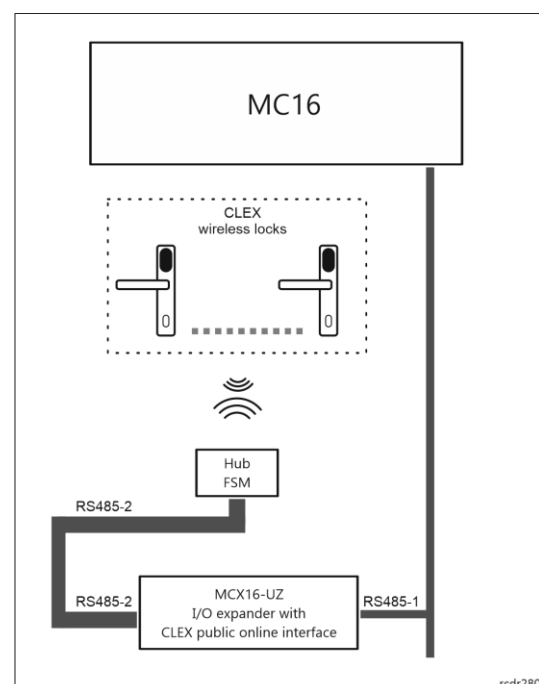 MC16
CLEX
wireless locks
Hub
FSM
RS485-2
RS485-2
MCX16-UZ
I/O expander with
CLEX public online interface
RS485-1
rcdr280